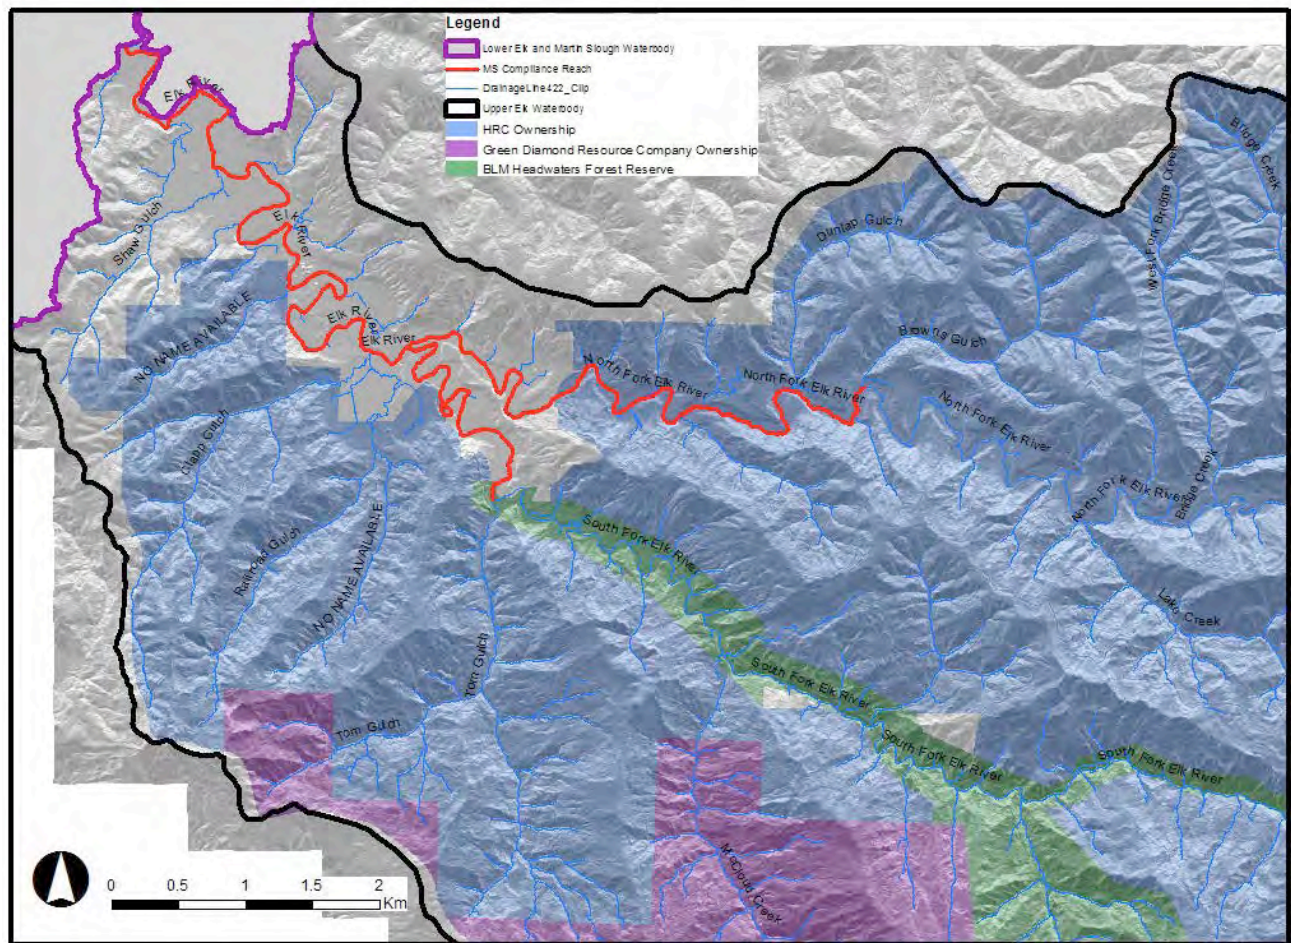 Legend
Lower Elk and Martin Slough Waterbody
MS Compliance Reach
DrainageLine422_Clip
Upper Elk Waterbody
HRC Ownership
Green Diamond Resource Company Ownership
BLM Headwaters Forest Reserve
Elk River
Bridge Creek
Shaw Gulch
Elk River
Dunlap Gulch
West Fork Bridge Creek
NO NAME AVAILABLE
Elk River
Elk River
Browns Gulch
North Fork Elk River
North Fork Elk River
North Fork Elk River
Clapp Gulch
North Fork Elk River
Bridge Creek
Railroad Gulch
NO NAME AVAILABLE
South Fork Elk River
Lake Creek
Tom Gulch
South Fork Elk River
Tom Gulch
South Fork Elk River
South Fork Elk River
McCloud Creek
0 0.5 1 1.5 2
Km